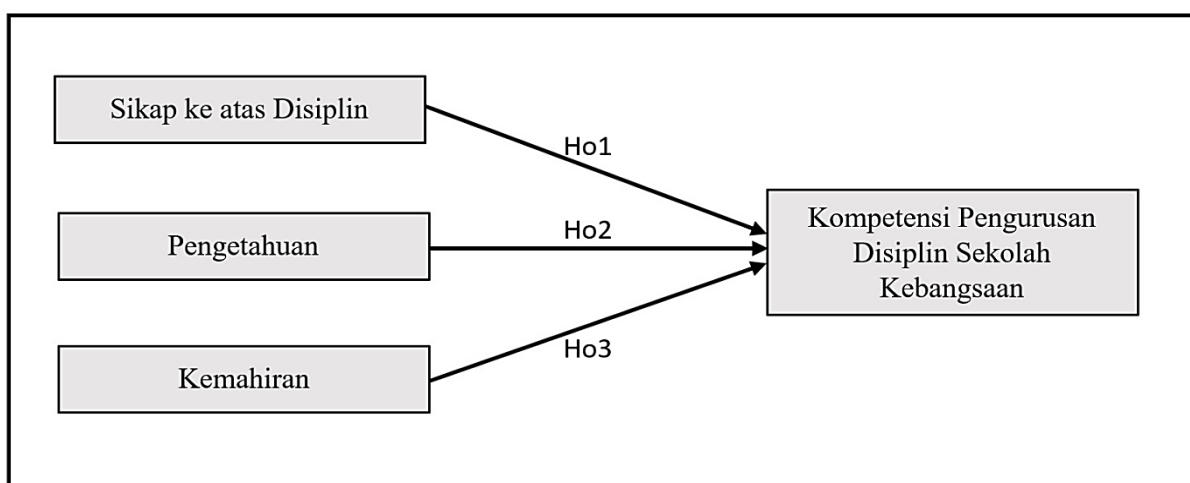 Sikap ke atas Disiplin
Ho1
Pengetahuan
Ho2
Kemahiran
Ho3
Kompetensi Pengurusan
Disiplin Sekolah
Kebangsaan